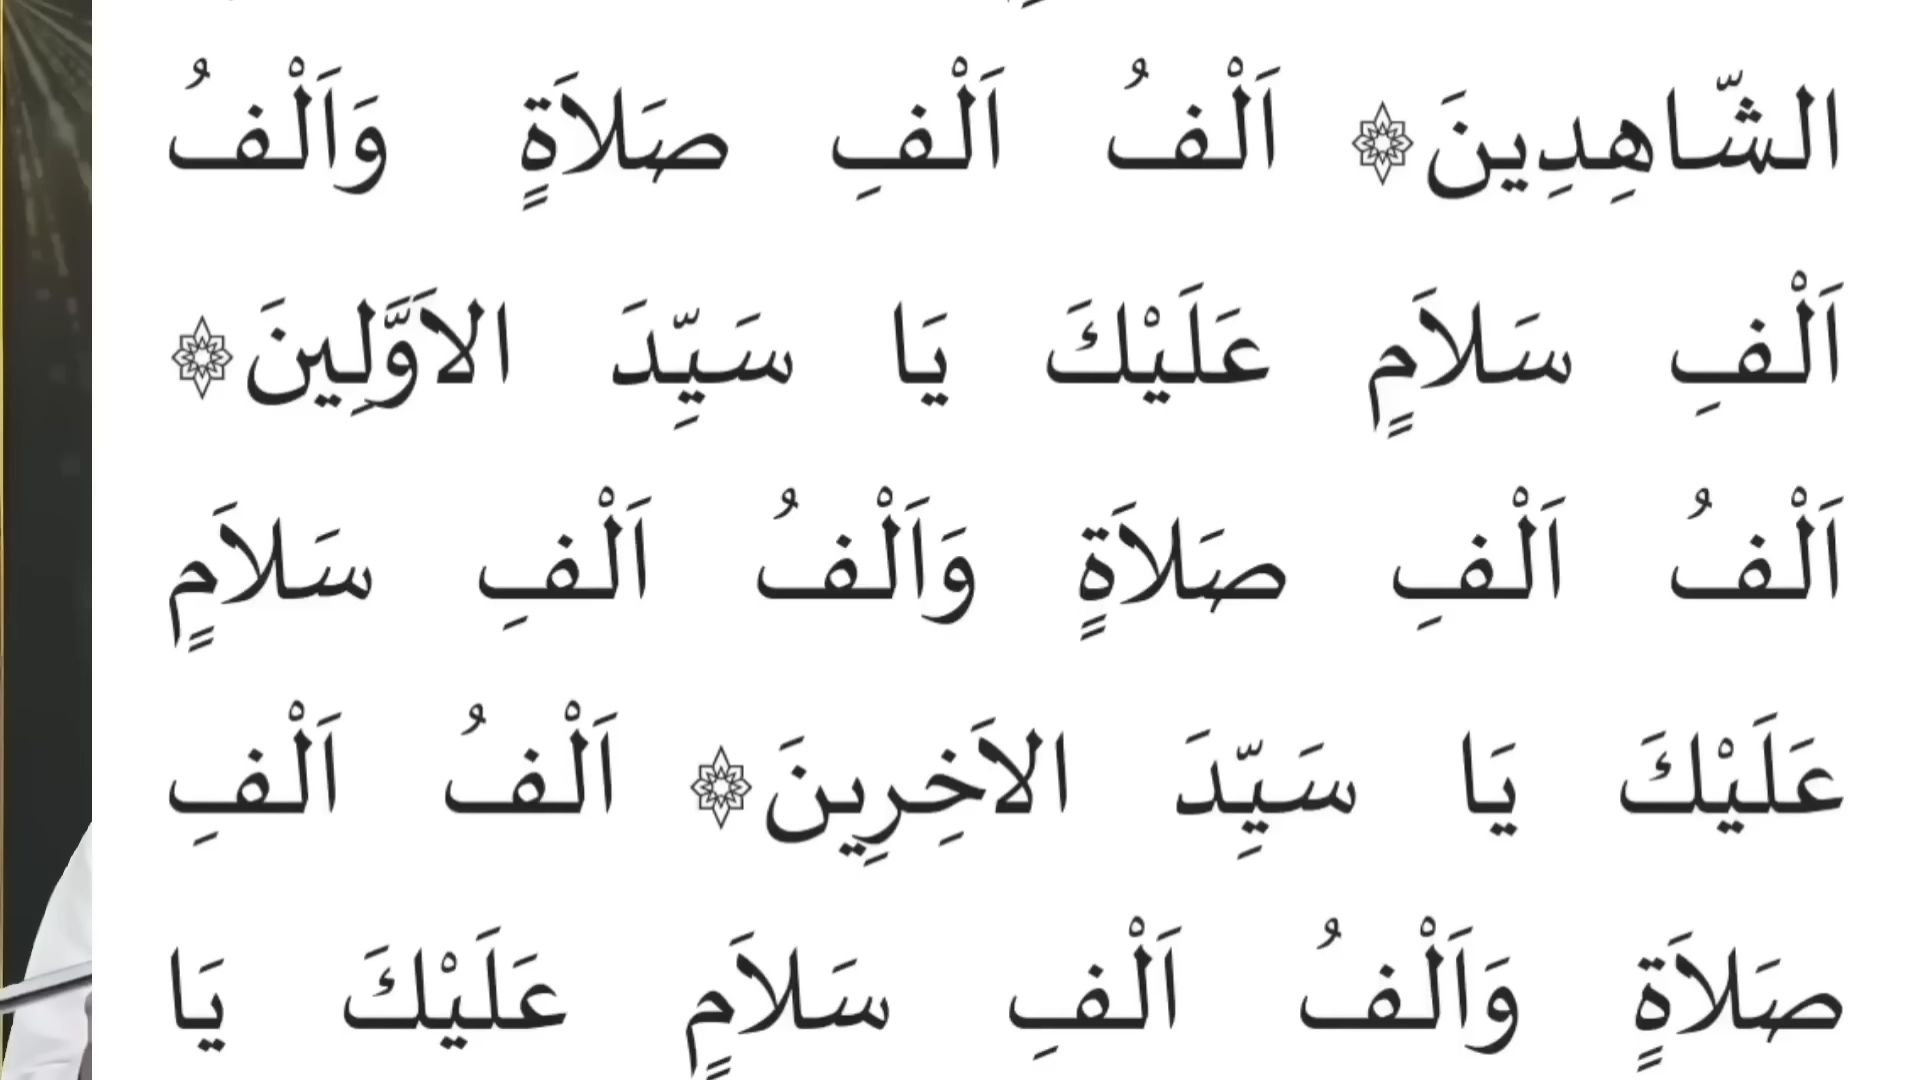 الشَّاهِدِينَ ۞ اَلْفُ اَلْفِ صَلاَةٍ وَاَلْفُ
اَلْفِ سَلاَمٍ عَلَيْكَ يَا سَيِّدَ الاَوَّلِينَ ۞
اَلْفُ اَلْفِ صَلاَةٍ وَاَلْفُ اَلْفِ سَلاَمٍ
عَلَيْكَ يَا سَيِّدَ الاَخِرِينَ ۞ اَلْفُ اَلْفِ
صَلاَةٍ وَاَلْفُ اَلْفِ سَلاَمٍ عَلَيْكَ يَا